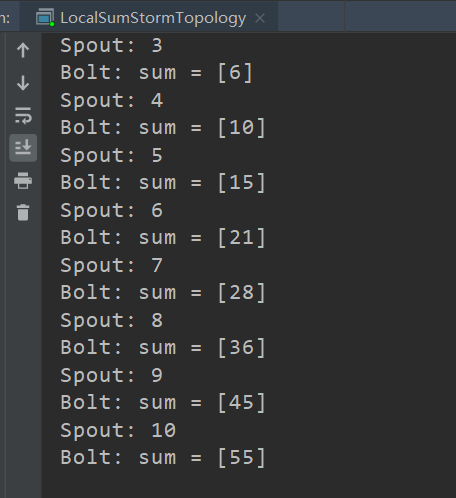 n: LocalSumStormTopology
Spout: 3
Bolt: sum = [6]
Spout: 4
Bolt: sum = [10]
Spout: 5
Bolt: sum = [15]
Spout: 6
Bolt: sum = [21]
Spout: 7
Bolt: sum = [28]
Spout: 8
Bolt: sum = [36]
Spout: 9
Bolt: sum = [45]
Spout: 10
Bolt: sum = [55]